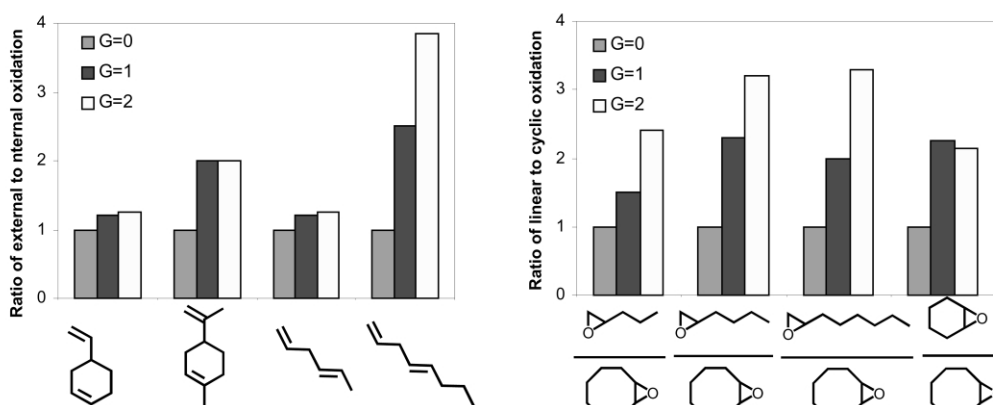 Ratio of external to nternal oxidation
4
3
2
1
0
G=0
G=1
G=2
Ratio of linear to cyclic oxidation
4
3
2
1
0
G=0
G=1
G=2
O
O
O
O
O
O
O
O